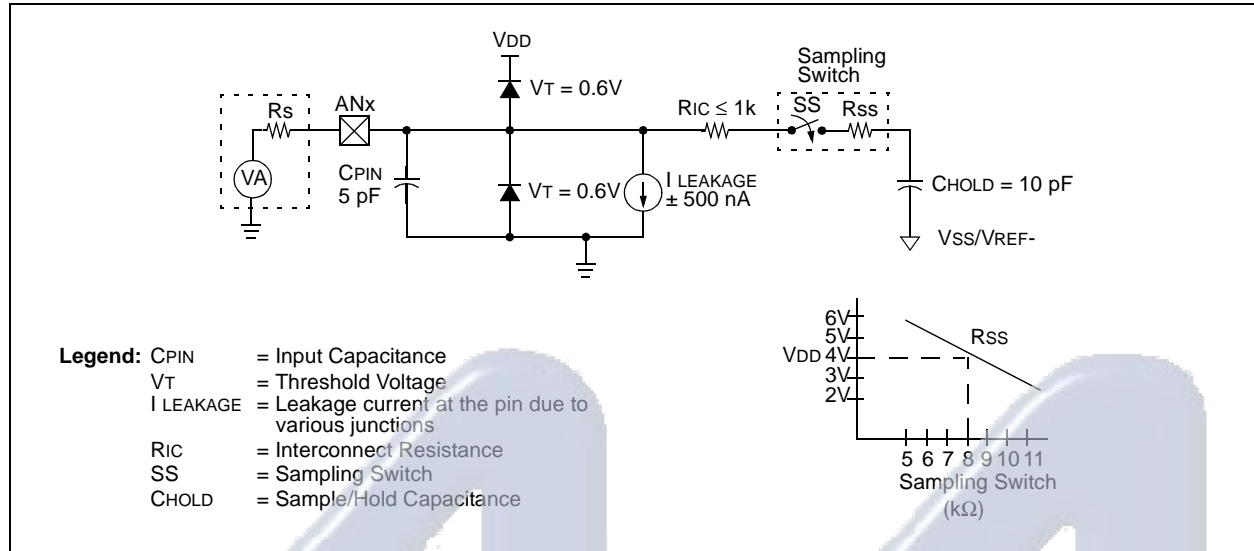 VDD
Sampling
Switch
VT = 0.6V
Rs
ANx
RIC ≤ 1k
SS
Rss
VA
CPIN
5 pF
VT = 0.6V
I LEAKAGE
± 500 nA
CHOLD = 10 pF
VSS/VREF-
6V
5V
VDD 4V
3V
2V
RSS
5 6 7 8 9 10 11
Sampling Switch
(kΩ)
Legend: CPIN = Input Capacitance
VT = Threshold Voltage
I LEAKAGE = Leakage current at the pin due to
various junctions
RIC = Interconnect Resistance
SS = Sampling Switch
CHOLD = Sample/Hold Capacitance